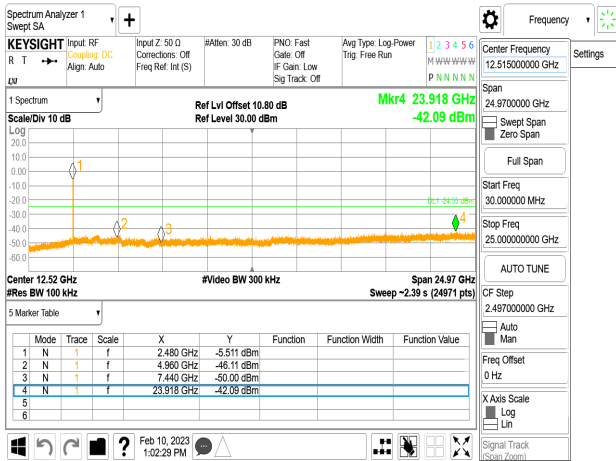 Spectrum Analyzer 1
Swept SA
+
Frequency
KEYSIGHT Input: RF
R T Coupling: DC
Align: Auto
Input Z: 50 Ω
Corrections: Off
Freq Ref: Int (S)
#Atten: 30 dB
PNO: Fast
Gate: Off
IF Gain: Low
Sig Track: Off
Avg Type: Log-Power
Trig: Free Run
1 2 3 4 5 6
M W W W W W
P N N N N N
LXI
1 Spectrum
Scale/Div 10 dB
Ref Lvl Offset 10.80 dB
Ref Level 30.00 dBm
Mkr4 23.918 GHz
-42.09 dBm
Log
20.0
10.0
0.00
-10.0
-20.0
-30.0
-40.0
-50.0
-60.0
1
2
3
4
Center 12.52 GHz
#Res BW 100 kHz
#Video BW 300 kHz
Span 24.97 GHz
Sweep ~2.39 s (24971 pts)
5 Marker Table
Mode Trace Scale X Y Function Function Width Function Value
1 N 1 f 2.480 GHz -5.511 dBm
2 N 1 f 4.960 GHz -46.11 dBm
3 N 1 f 7.440 GHz -50.00 dBm
4 N 1 f 23.918 GHz -42.09 dBm
5
6
Feb 10, 2023
1:02:29 PM
Center Frequency
12.515000000 GHz
Settings
Span
24.9700000 GHz
Swept Span
Zero Span
Full Span
Start Freq
30.000000 MHz
Stop Freq
25.000000000 GHz
AUTO TUNE
CF Step
2.497000000 GHz
Auto
Man
Freq Offset
0 Hz
X Axis Scale
Log
Lin
Signal Track
(Span Zoom)